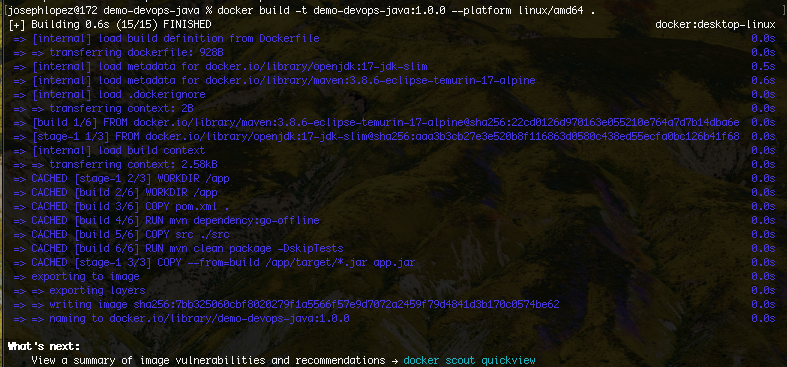 [josephlopez@172 demo-devops-java % docker build -t demo-devops-java:1.0.0 --platform linux/amd64 . ]
[+] Building 0.6s (15/15) FINISHED docker:desktop-linux
=> [internal] load build definition from Dockerfile 0.0s
=> => transferring dockerfile: 928B 0.0s
=> [internal] load metadata for docker.io/library/openjdk:17-jdk-slim 0.5s
=> [internal] load metadata for docker.io/library/maven:3.8.6-eclipse-temurin-17-alpine 0.6s
=> [internal] load .dockerignore 0.0s
=> => transferring context: 2B 0.0s
=> [build 1/6] FROM docker.io/library/maven:3.8.6-eclipse-temurin-17-alpine@sha256:22cd0126d970163e055210e764a7d7b14dba6e 0.0s
=> [stage-1 1/3] FROM docker.io/library/openjdk:17-jdk-slim@sha256:aaa3b3cb27e3e520b8f116863d0580c438ed55ecfa0bc126b41f68 0.0s
=> [internal] load build context 0.0s
=> => transferring context: 2.58kB 0.0s
=> CACHED [stage-1 2/3] WORKDIR /app 0.0s
=> CACHED [build 2/6] WORKDIR /app 0.0s
=> CACHED [build 3/6] COPY pom.xml . 0.0s
=> CACHED [build 4/6] RUN mvn dependency:go-offline 0.0s
=> CACHED [build 5/6] COPY src ./src 0.0s
=> CACHED [build 6/6] RUN mvn clean package -DskipTests 0.0s
=> CACHED [stage-1 3/3] COPY --from=build /app/target/*.jar app.jar 0.0s
=> exporting to image 0.0s
=> => exporting layers 0.0s
=> => writing image sha256:7bb325060cbf8020279f1a5566f57e9d7072a2459f79d4841d3b170c0574be62 0.0s
=> => naming to docker.io/library/demo-devops-java:1.0.0 0.0s
What's next:
View a summary of image vulnerabilities and recommendations → docker scout quickview